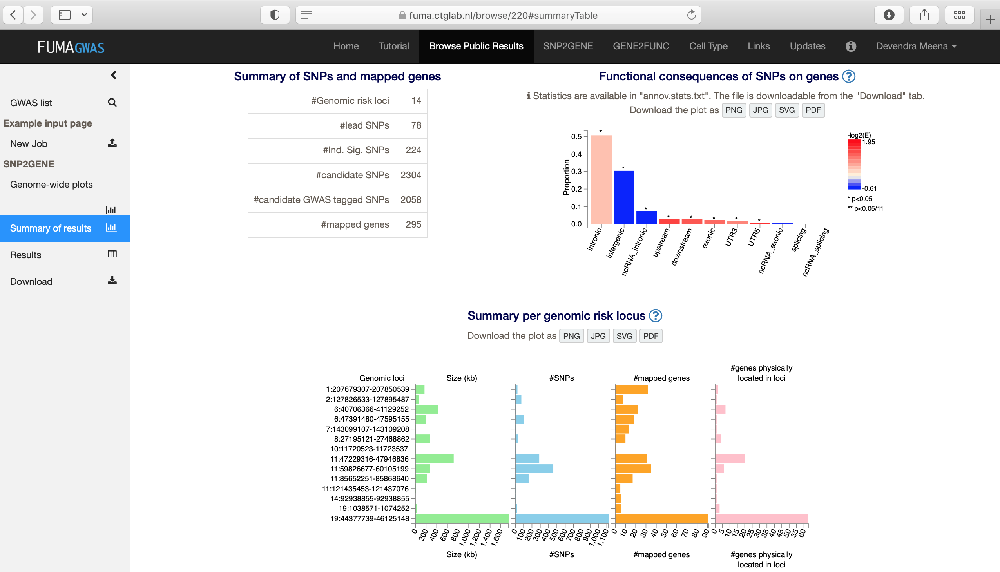 fuma.ctglab.nl/browse/220#summaryTable
FUMAGWAS
Home
Tutorial
Browse Public Results
SNP2GENE
GENE2FUNC
Cell Type
Links
Updates
Devendra Meena
GWAS list
Example input page
New Job
SNP2GENE
Genome-wide plots
Summary of results
Results
Download
Summary of SNPs and mapped genes
#Genomic risk loci 14
#lead SNPs 78
#Ind. Sig. SNPs 224
#candidate SNPs 2304
#candidate GWAS tagged SNPs 2058
#mapped genes 295
Functional consequences of SNPs on genes ?
i Statistics are available in "annov.stats.txt". The file is downloadable from the "Download" tab.
Download the plot as PNG JPG SVG PDF
Proportion
0.5
0.4
0.3
0.2
0.1
0.0
* * * * * * * *
intronic
intergenic
ncRNA_intronic
upstream
downstream
exonic
UTR3
UTR5
ncRNA_exonic
splicing
ncRNA_splicing
-log2(E)
1.95
-0.61
* p<0.05
** p<0.05/11
Summary per genomic risk locus ?
Download the plot as PNG JPG SVG PDF
Genomic loci
Size (kb)
#SNPs
#mapped genes
#genes physically
located in loci
1:207679307-207850539
2:127826533-127895487
6:40706366-41129252
6:47391480-47595155
7:143099107-143109208
8:27195121-27468862
10:11720523-11723537
11:47229316-47946836
11:59826677-60105199
11:85652251-85868640
11:121435453-121437076
14:92938855-92938855
19:1038571-1074252
19:44377739-46125148
0 200 400 600 800 1,000 1,200 1,400 1,600
0 100 200 300 400 500 600 700 800 900 1,000 1,100
0 10 20 30 40 50 60 70 80 90
0 5 10 15 20 25 30 35 40 45 50 55 60
Size (kb)
#SNPs
#mapped genes
#genes physically
located in loci